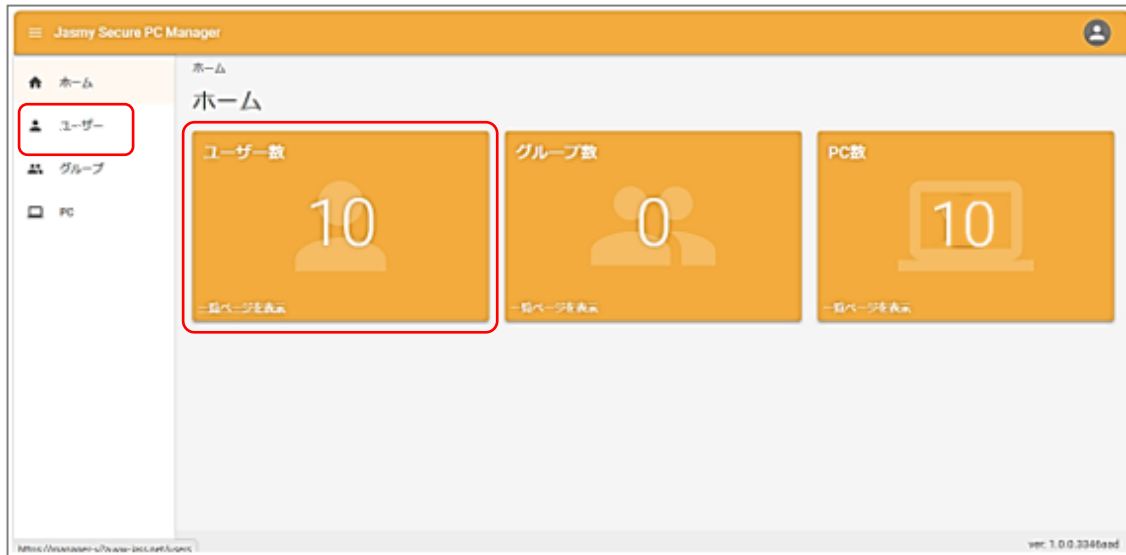 Jasmy Secure PC Manager
ホーム
ユーザー
グループ
PC
ホーム
ホーム
ユーザー数
10
一覧ページを表示
グループ数
0
一覧ページを表示
PC数
10
一覧ページを表示
ver. 1.0.0.3346aad